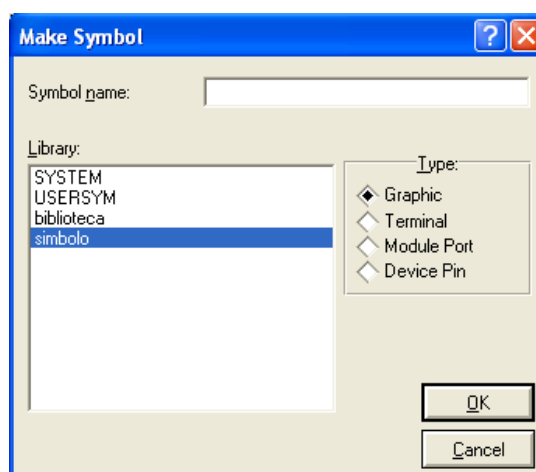 Make Symbol
Symbol name:
Library:
SYSTEM
USERSYM
biblioteca
simbolo
Type:
Graphic
Terminal
Module Port
Device Pin
OK
Cancel